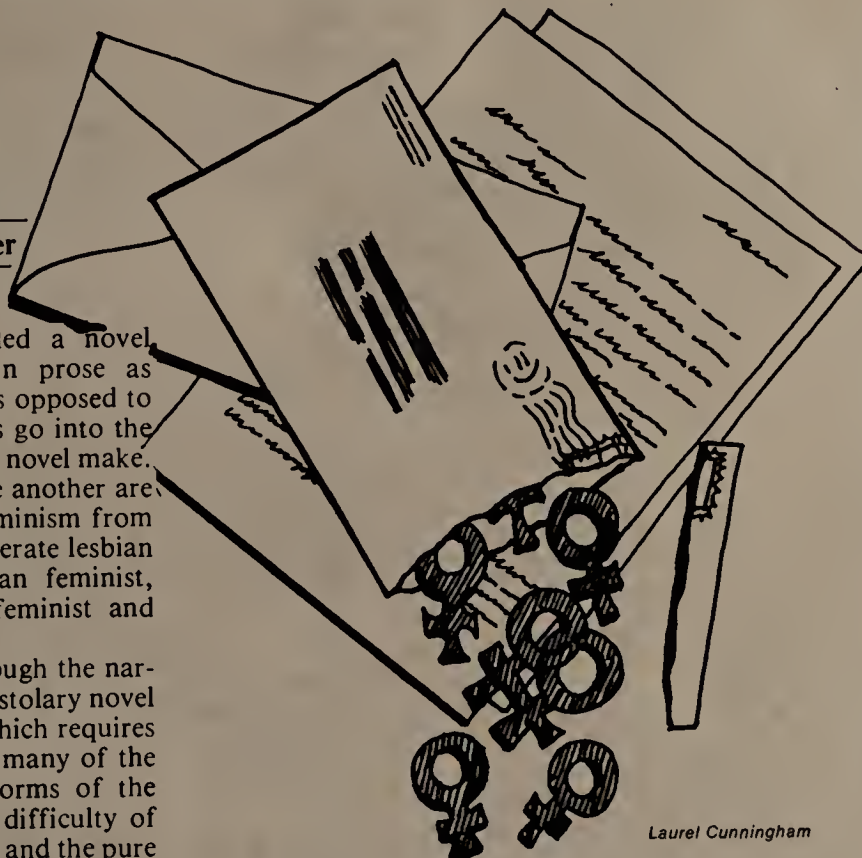 er
ed a novel
n prose as
s opposed to
s go into the
novel make.
e another are
minism from
erate lesbian
an feminist,
feminist and
ough the nar-
stolary novel
which requires
many of the
orms of the
difficulty of
and the pure
Laurel Cunningham